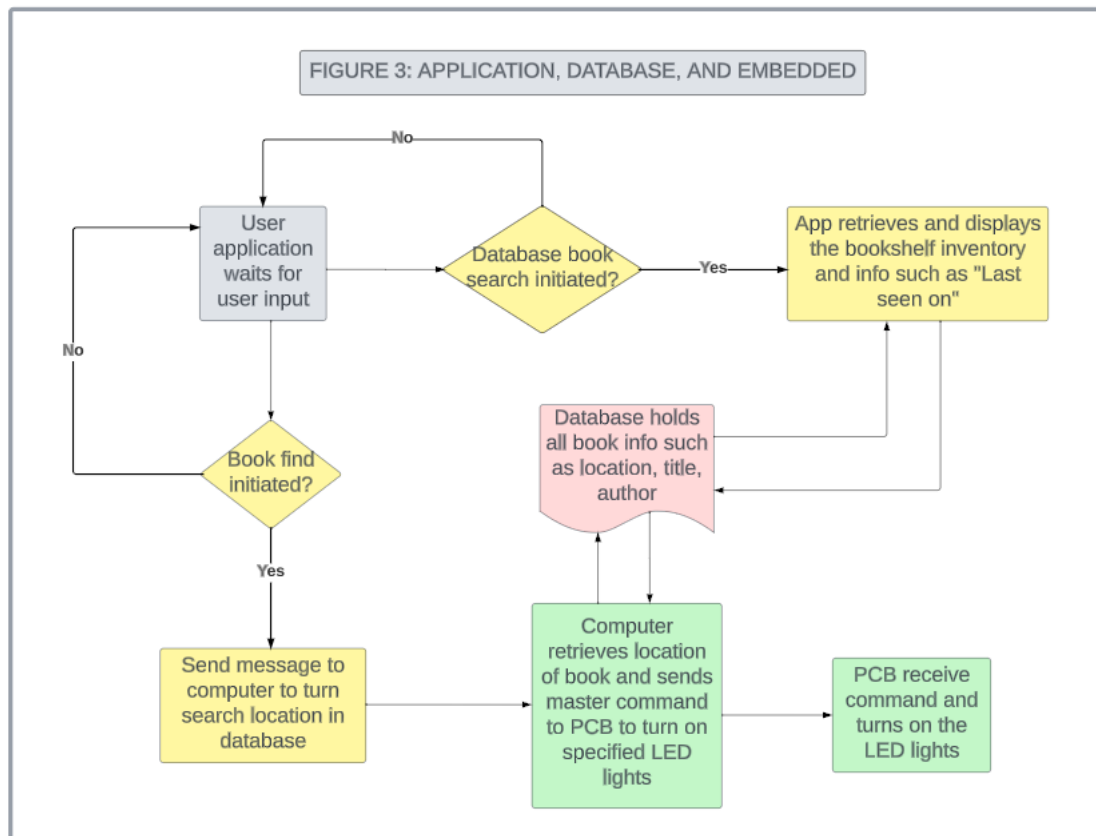 FIGURE 3: APPLICATION, DATABASE, AND EMBEDDED
No
User
application
waits for
user input
Database book
search initiated?
Yes
App retrieves and displays
the bookshelf inventory
and info such as "Last
seen on"
No
Book find
initiated?
Database holds
all book info such
as location, title,
author
Yes
Send message to
computer to turn
search location in
database
Computer
retrieves location
of book and sends
master command
to PCB to turn on
specified LED
lights
PCB receive
command and
turns on the
LED lights